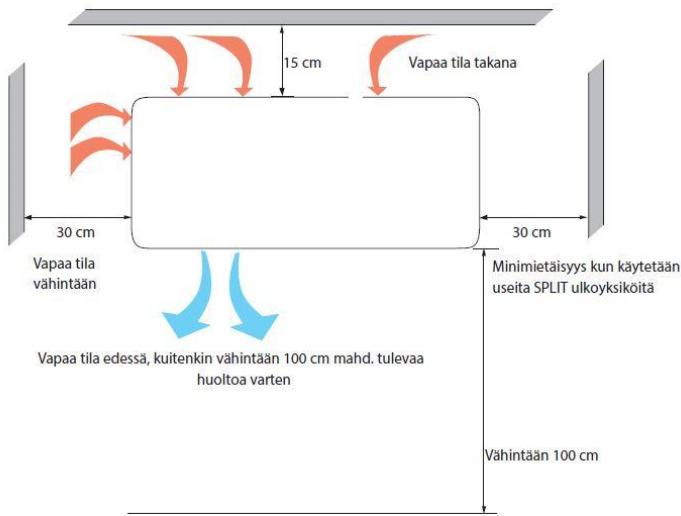 15 cm
Vapaa tila takana
30 cm
30 cm
Vapaa tila
vähintään
Minimietäisyys kun käytetään
useita SPLIT ulkoyksiköitä
Vapaa tila edessä, kuitenkin vähintään 100 cm mahd. tulevaa
huoltoa varten
Vähintään 100 cm